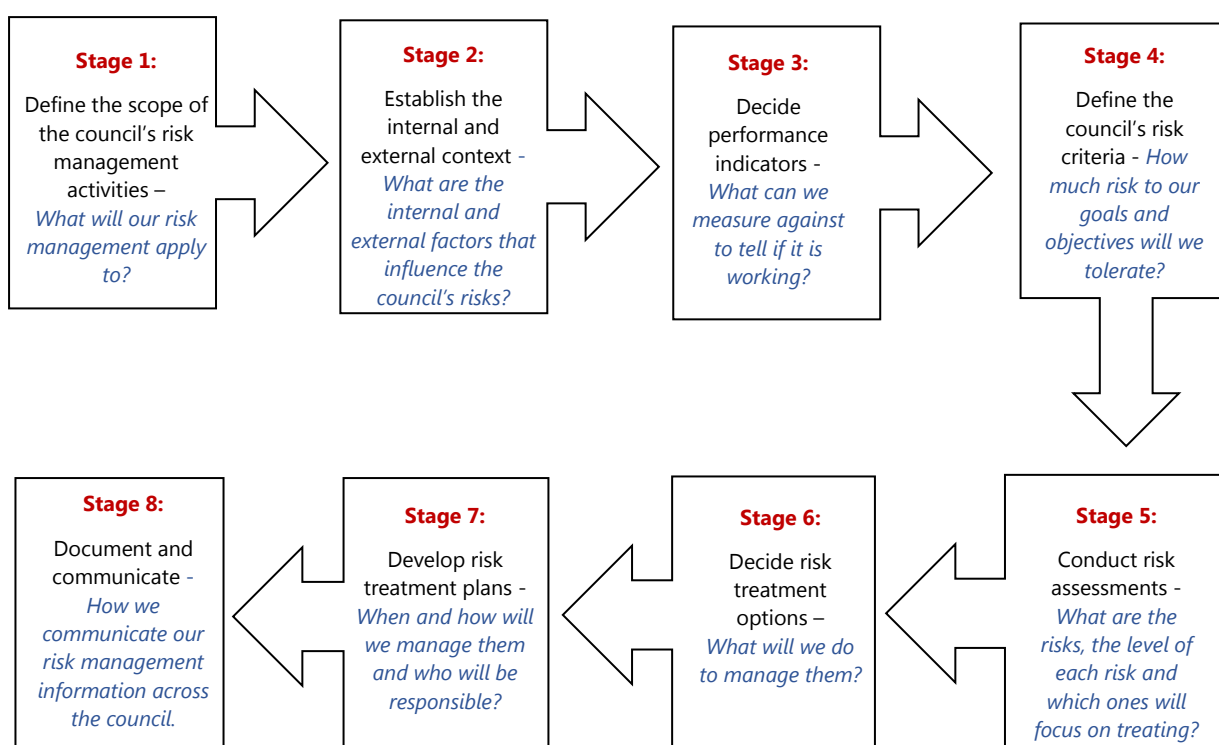 Stage 1:
Define the scope of
the council’s risk
management
activities –
What will our risk
management apply
to?
Stage 2:
Establish the
internal and
external context -
What are the
internal and
external factors that
influence the
council’s risks?
Stage 3:
Decide
performance
indicators -
What can we
measure against
to tell if it is
working?
Stage 4:
Define the
council’s risk
criteria - How
much risk to our
goals and
objectives will we
tolerate?
Stage 5:
Conduct risk
assessments -
What are the
risks, the level of
each risk and
which ones will
focus on treating?
Stage 6:
Decide risk
treatment
options –
What will we do
to manage them?
Stage 7:
Develop risk
treatment plans -
When and how will
we manage them
and who will be
responsible?
Stage 8:
Document and
communicate -
How we
communicate our
risk management
information across
the council.